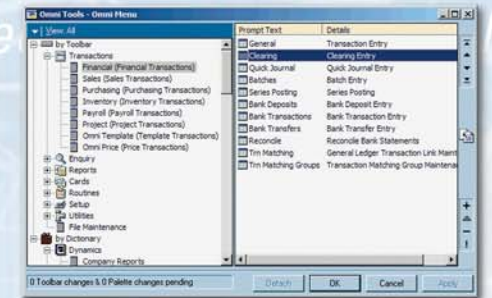 Omni Tools - Omni Menu
View: All
by Toolbar
Transactions
Financial (Financial Transactions)
Sales (Sales Transactions)
Purchasing (Purchasing Transactions)
Inventory (Inventory Transactions)
Payroll (Payroll Transactions)
Project (Project Transactions)
Omni Template (Template Transactions)
Omni Price (Price Transactions)
Enquiry
Reports
Cards
Routines
Setup
Utilities
File Maintenance
by Dictionary
Dynamics
Company Reports
Prompt Text Details
General Transaction Entry
Clearing Clearing Entry
Quick Journal Quick Journal Entry
Batches Batch Entry
Series Posting Series Posting
Bank Deposits Bank Deposit Entry
Bank Transactions Bank Transaction Entry
Bank Transfers Bank Transfer Entry
Reconcile Reconcile Bank Statements
Trn Matching General Ledger Transaction Link Maint
Trn Matching Groups Transaction Matching Group Maintena
0 Toolbar changes & 0 Palette changes pending
Detach OK Cancel Apply